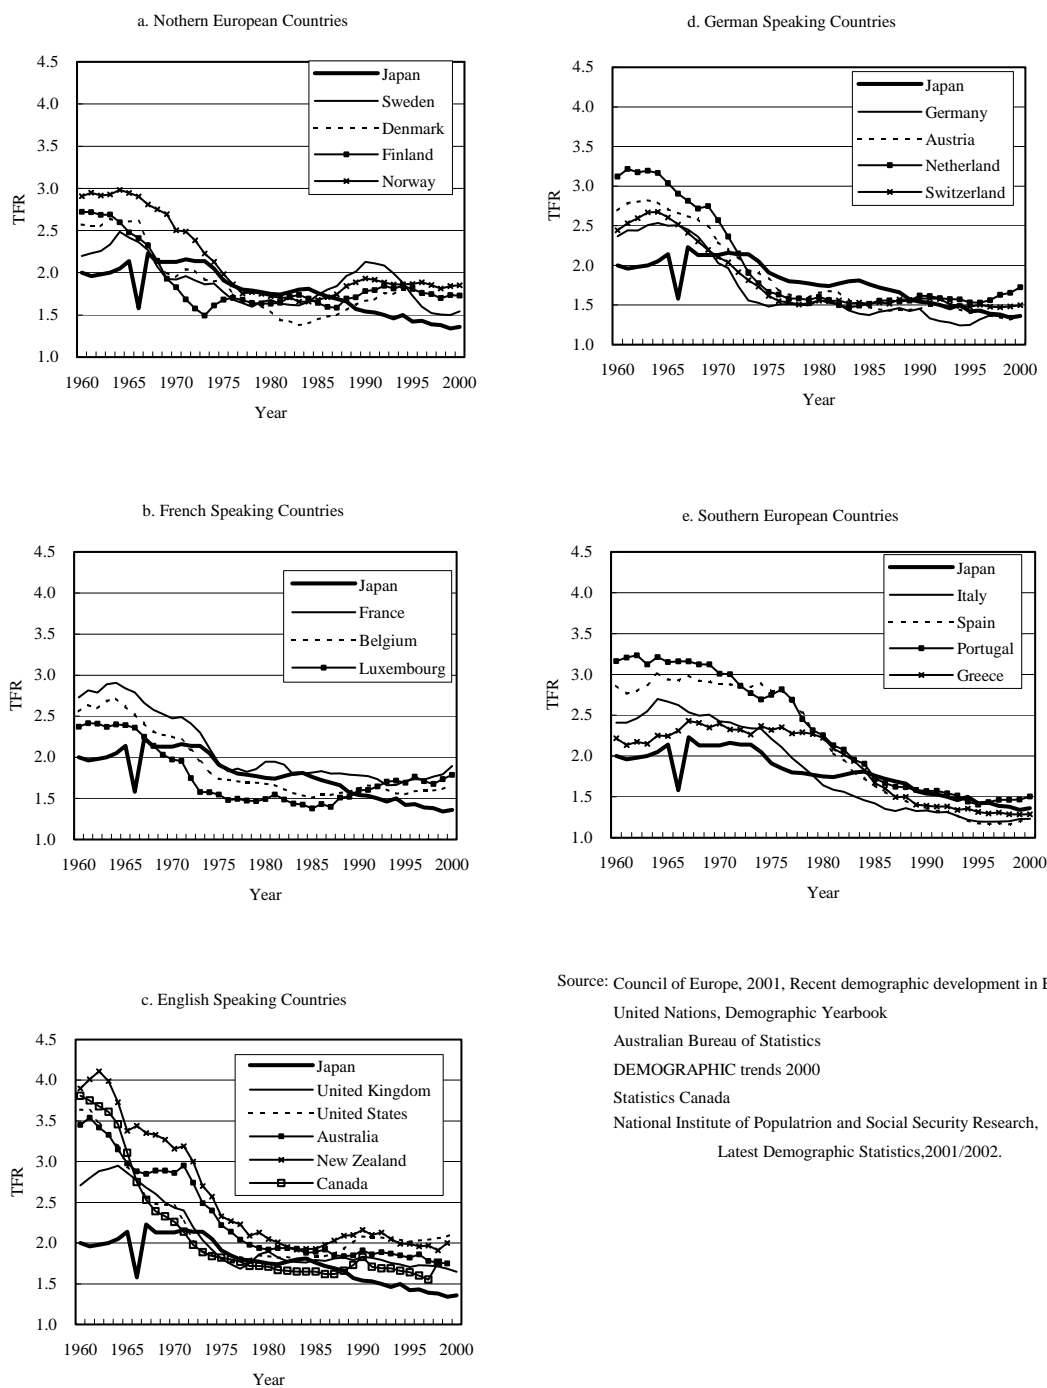 a. Nothern European Countries
4.5
4.0
3.5
3.0
2.5
2.0
1.5
1.0
TFR
Japan
Sweden
Denmark
Finland
Norway
1960 1965 1970 1975 1980 1985 1990 1995 2000
Year
d. German Speaking Countries
4.5
4.0
3.5
3.0
2.5
2.0
1.5
1.0
TFR
Japan
Germany
Austria
Netherland
Switzerland
1960 1965 1970 1975 1980 1985 1990 1995 2000
Year
b. French Speaking Countries
4.5
4.0
3.5
3.0
2.5
2.0
1.5
1.0
TFR
Japan
France
Belgium
Luxembourg
1960 1965 1970 1975 1980 1985 1990 1995 2000
Year
e. Southern European Countries
4.5
4.0
3.5
3.0
2.5
2.0
1.5
1.0
TFR
Japan
Italy
Spain
Portugal
Greece
1960 1965 1970 1975 1980 1985 1990 1995 2000
Year
c. English Speaking Countries
4.5
4.0
3.5
3.0
2.5
2.0
1.5
1.0
TFR
Japan
United Kingdom
United States
Australia
New Zealand
Canada
1960 1965 1970 1975 1980 1985 1990 1995 2000
Year
Source: Council of Europe, 2001, Recent demographic development in
United Nations, Demographic Yearbook
Australian Bureau of Statistics
DEMOGRAPHIC trends 2000
Statistics Canada
National Institute of Populatrion and Social Security Research,
Latest Demographic Statistics,2001/2002.